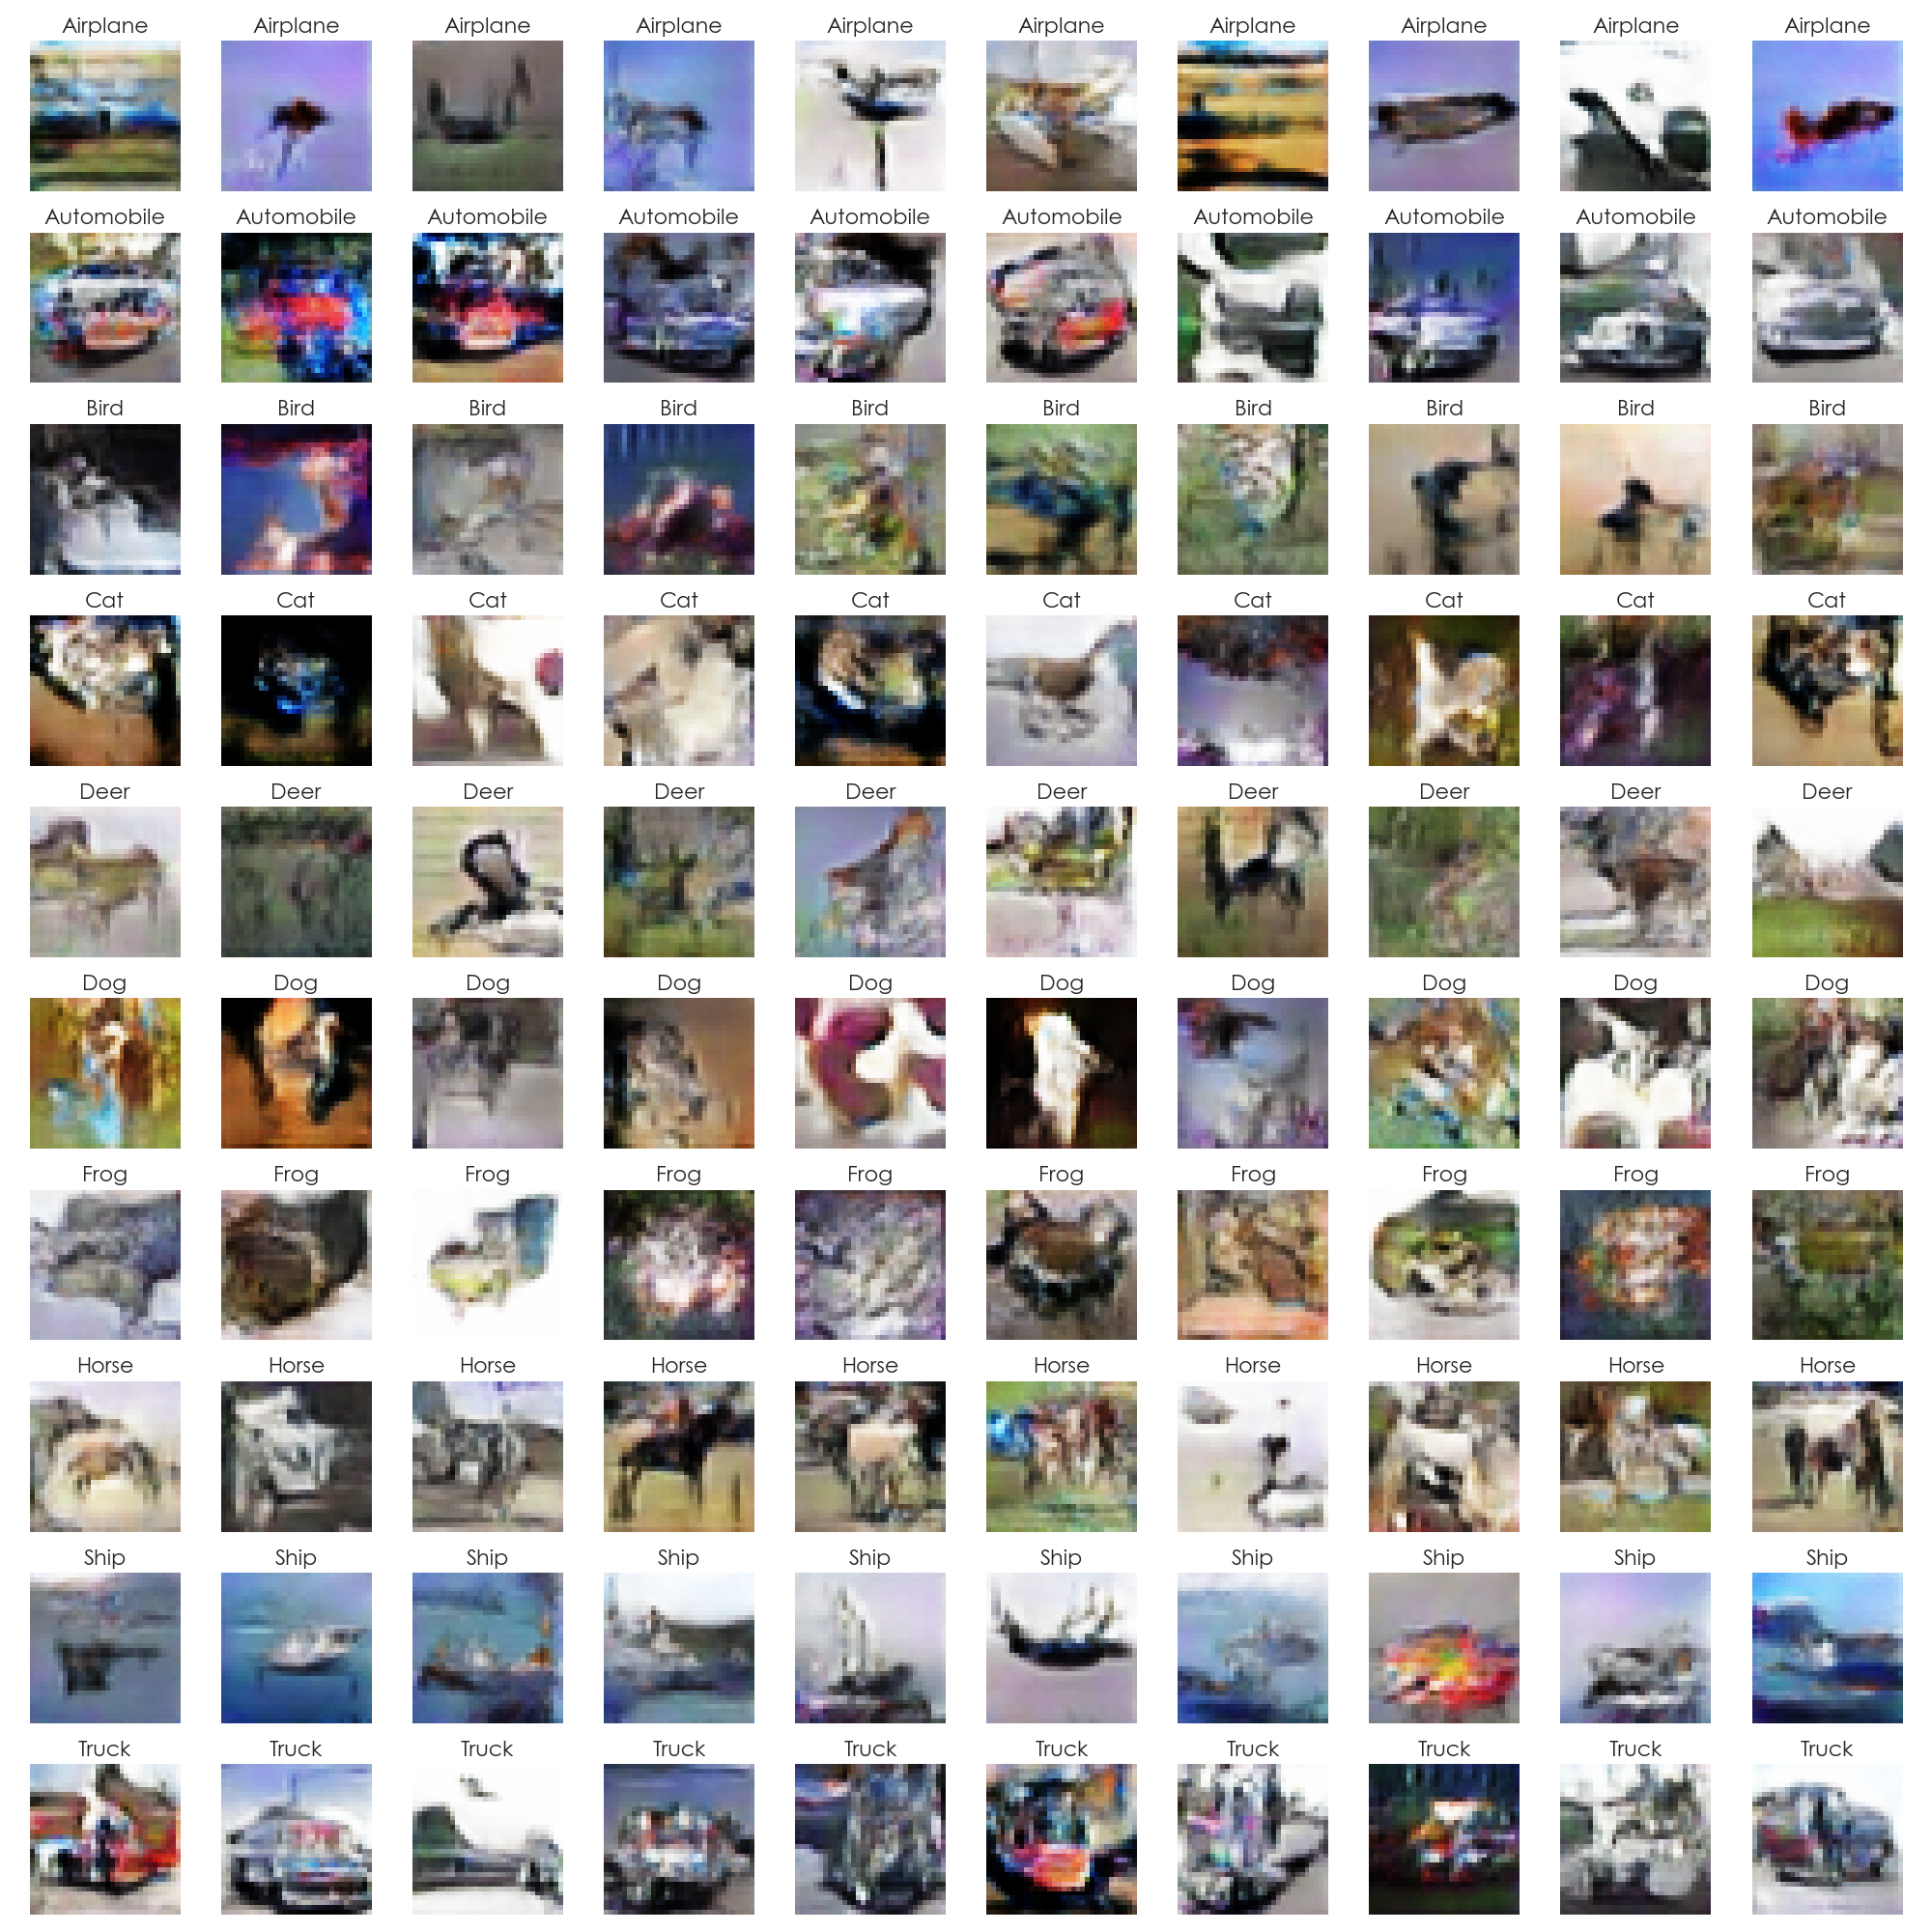 Airplane Airplane Airplane Airplane Airplane Airplane Airplane Airplane Airplane Airplane
Automobile Automobile Automobile Automobile Automobile Automobile Automobile Automobile Automobile Automobile
Bird Bird Bird Bird Bird Bird Bird Bird Bird Bird
Cat Cat Cat Cat Cat Cat Cat Cat Cat Cat
Deer Deer Deer Deer Deer Deer Deer Deer Deer Deer
Dog Dog Dog Dog Dog Dog Dog Dog Dog Dog
Frog Frog Frog Frog Frog Frog Frog Frog Frog Frog
Horse Horse Horse Horse Horse Horse Horse Horse Horse Horse
Ship Ship Ship Ship Ship Ship Ship Ship Ship Ship
Truck Truck Truck Truck Truck Truck Truck Truck Truck Truck